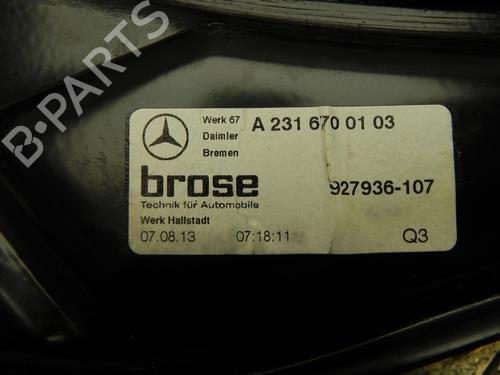 B-PARTS
Werk 67 A 231 670 01 03
Daimler
Bremen
brose 927936-107
Technik für Automobile
Werk Hallstadt
07.08.13 07:18:11 Q3